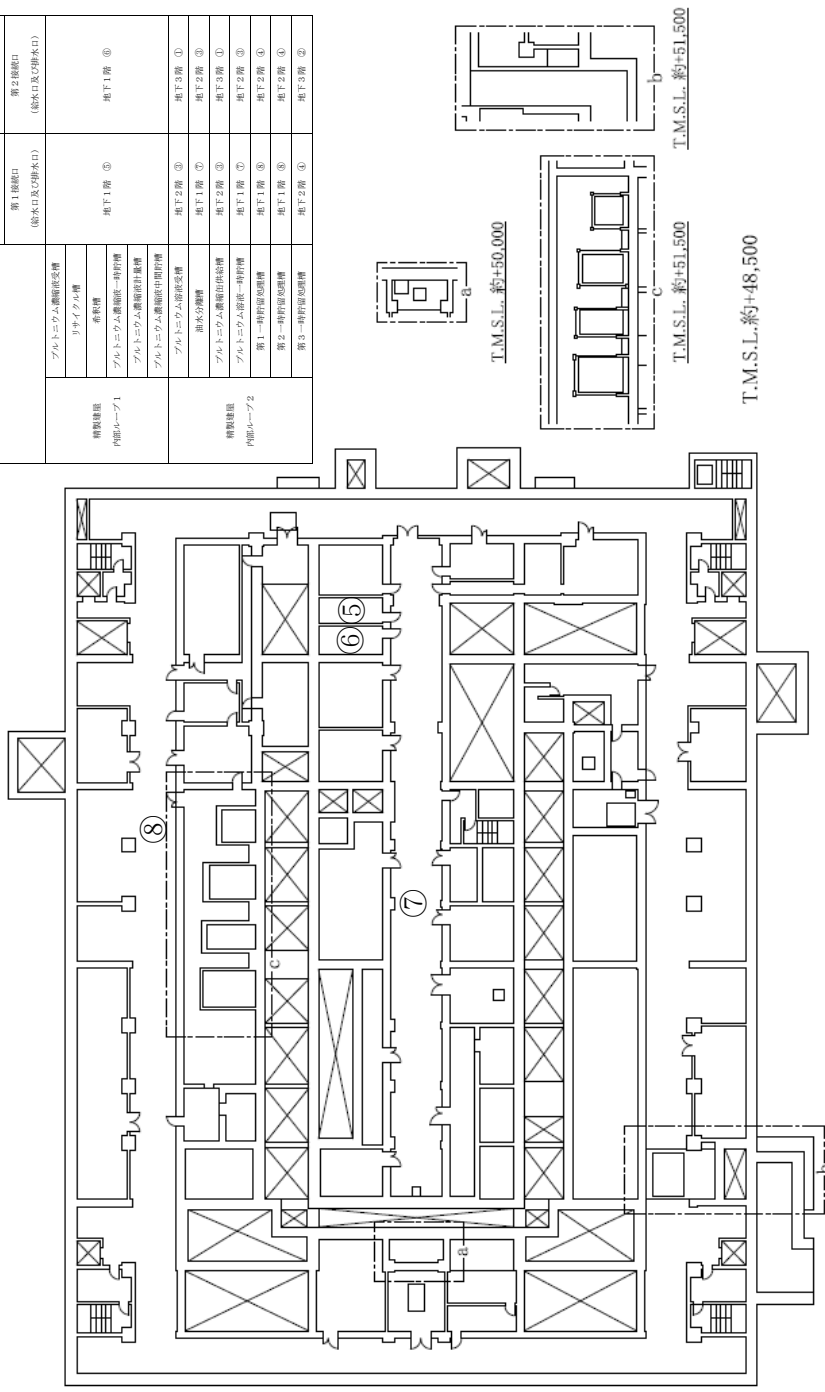 第1接続口
(給水口及び排水口)
第2接続口
(給水口及び排水口)
精製建屋
内部ループ1
プルトニウム濃縮液受槽
リサイクル槽
希釈槽
プルトニウム濃縮液一時貯槽
プルトニウム濃縮液計量槽
プルトニウム濃縮液中間貯槽
地下1階 ⑤
地下1階 ⑥
精製建屋
内部ループ2
プルトニウム溶液受槽 地下2階 ③ 地下3階 ①
油水分離槽 地下1階 ⑦ 地下2階 ③
プルトニウム濃縮缶供給槽 地下2階 ③ 地下3階 ①
プルトニウム溶液一時貯槽 地下1階 ⑦ 地下2階 ③
第1一時貯留処理槽 地下1階 ⑧ 地下2階 ④
第2一時貯留処理槽 地下1階 ⑧ 地下2階 ④
第3一時貯留処理槽 地下2階 ④ 地下3階 ②
a
T.M.S.L. 約+50,000
b
T.M.S.L. 約+51,500
c
T.M.S.L. 約+51,500
T.M.S.L.約+48,500
⑤
⑥
⑦
⑧
a
b
c